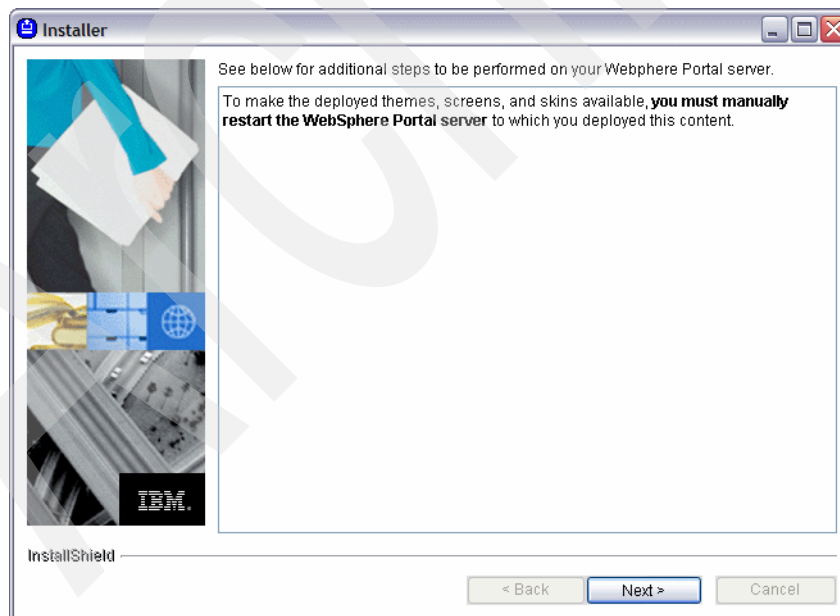 Installer
See below for additional steps to be performed on your Webphere Portal server.
To make the deployed themes, screens, and skins available, you must manually
restart the WebSphere Portal server to which you deployed this content.
IBM.
InstallShield
< Back
Next >
Cancel